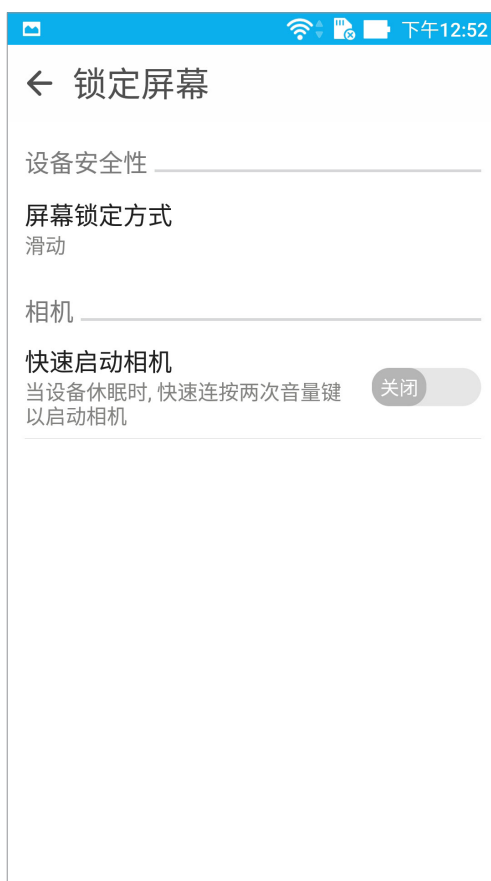 下午12:52
锁定屏幕
设备安全性
屏幕锁定方式
滑动
相机
快速启动相机
当设备休眠时, 快速连按两次音量键
以启动相机
关闭